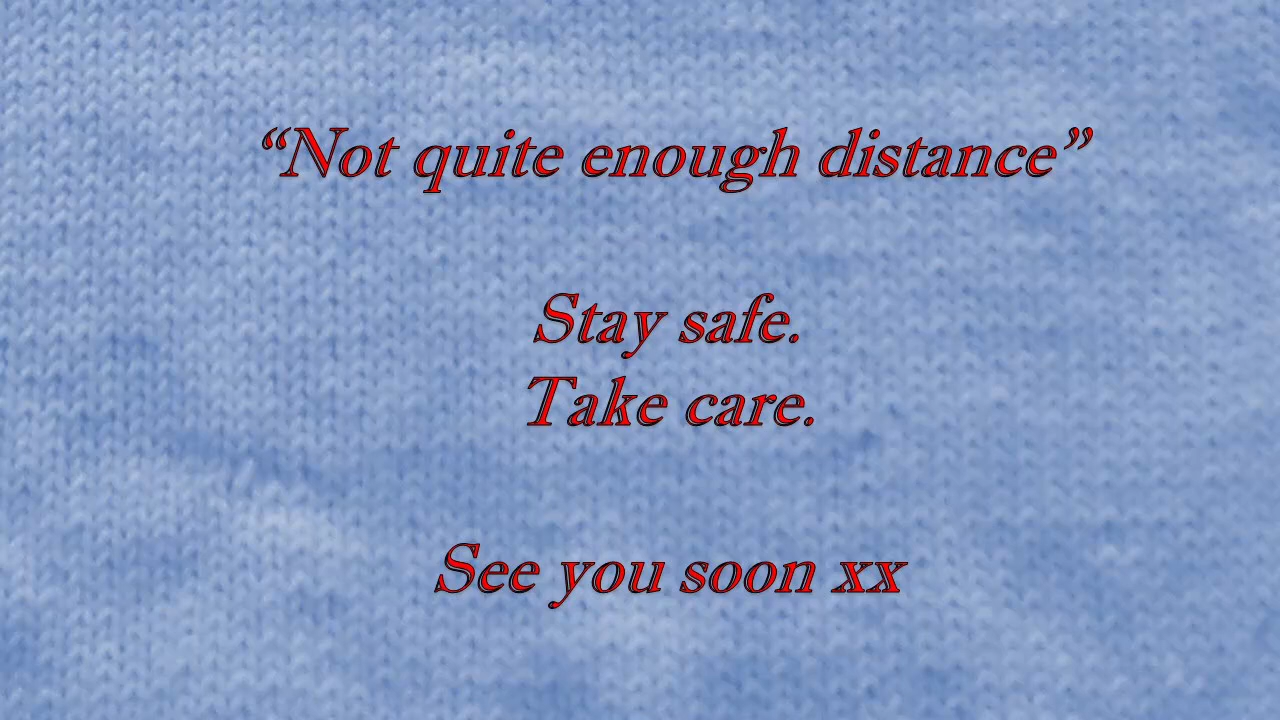 “Not quite enough distance”
Stay safe.
Take care.
See you soon xx